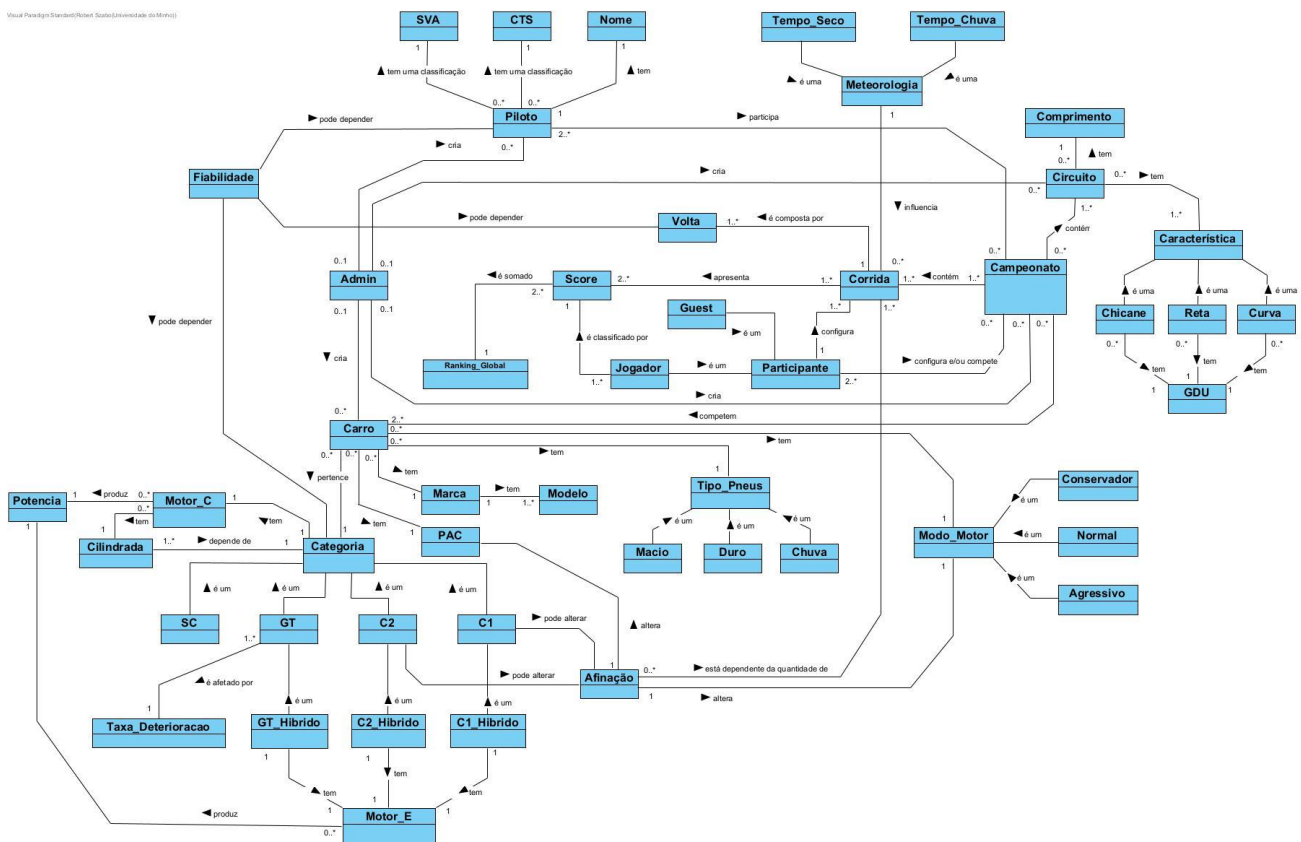 Visual Paradigm Standard(Robert Szabo(Universidade do Minho))
SVA
CTS
Nome
Tempo_Seco
Tempo_Chuva
1
1
1
tem uma classificação
tem uma classificação
tem
é uma
é uma
Meteorologia
1
0..*
0..*
1
Piloto
pode depender
participa
Comprimento
0..*
2..*
1
cria
0..*
tem
Fiabilidade
cria
Circuito
0..*
tem
0..*
1..*
influencia
1..*
pode depender
Volta
1..*
é composta por
contém
Característica
0..1
0..1
1
0..*
0..*
0..*
Admin
é somado
Score
2..*
apresenta
1..*
Corrida
1..*
contém
1..*
Campeonato
2..*
é uma
é uma
é uma
0..1
0..1
1
Guest
1..*
1..*
0..*
0..*
0..*
Chicane
Reta
Curva
pode depender
é classificado por
é um
configura
0..*
0..*
0..*
cria
1
1
configura e/ou compete
tem
tem
tem
Ranking_Global
1..*
Jogador
é um
Participante
2..*
1
1
1
GDU
cria
0..*
competem
2..*
Carro
0..*
tem
0..*
0..*
0..*
0..*
tem
pertence
tem
1
Conservador
Potencia
1
produz
0..*
Motor_C
1
1
Marca
1
tem
1..*
Modelo
Tipo_Pneus
é um
0..*
tem
tem
tem
1
PAC
é um
é um
é um
1
Modo_Motor
é um
Normal
1
1
Cilindrada
1..*
depende de
1
1
Categoria
Macio
Duro
Chuva
1
é um
Agressivo
é um
é um
é um
é um
SC
GT
C2
C1
pode alterar
altera
1..*
1
0..*
está dependente da quantidade de
é afetado por
pode alterar
Afinação
1
altera
é um
é um
é um
1
Taxa_Deterioracao
GT_Hibrido
C2_Hibrido
C1_Hibrido
1
1
1
tem
tem
tem
1
1
1
produz
Motor_E
0..*